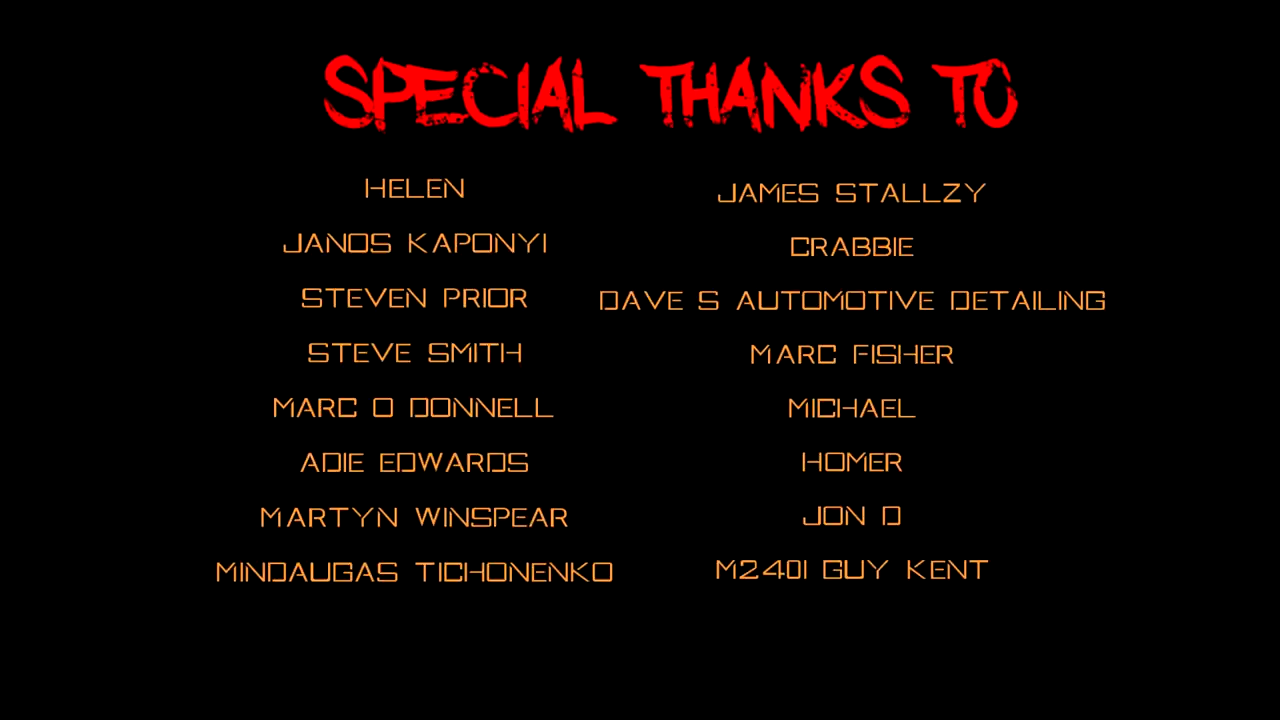 SPECIAL THANKS TO
HELEN
JANOS KAPONYI
STEVEN PRIOR
STEVE SMITH
MARC O DONNELL
ADIE EDWARDS
MARTYN WINSPEAR
MINDAUGAS TICHONENKO
JAMES STALLZY
CRABBIE
DAVE S AUTOMOTIVE DETAILING
MARC FISHER
MICHAEL
HOMER
JON D
M240I GUY KENT